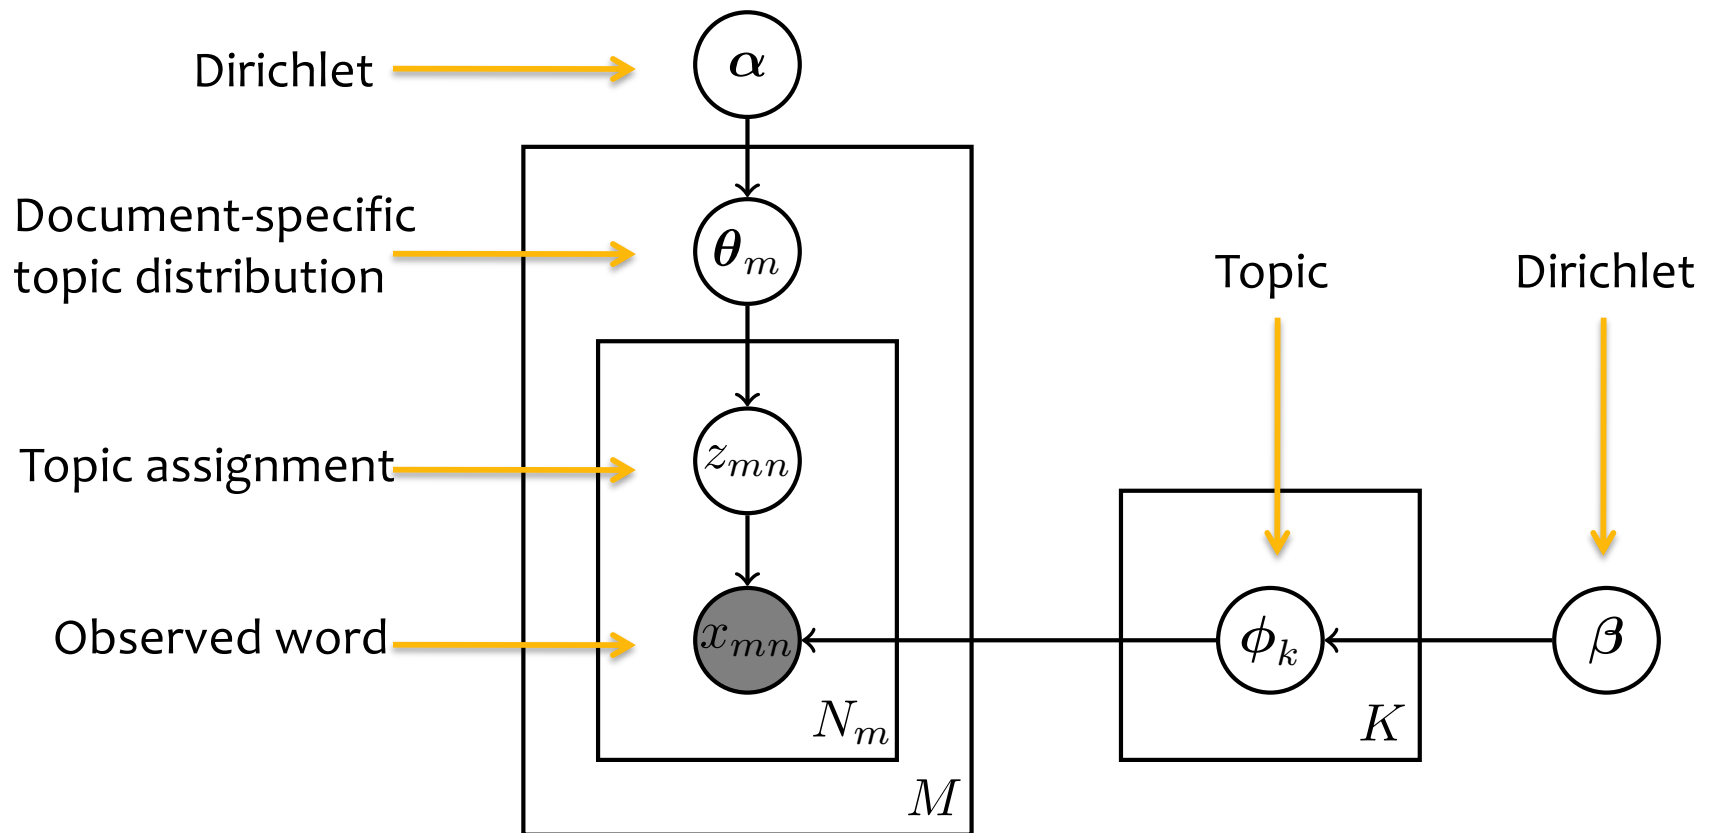 Dirichlet
α
Document-specific
topic distribution
θₘ
Topic
Dirichlet
Topic assignment
zₘₙ
Observed word
xₘₙ
ϕₖ
β
Nₘ
K
M